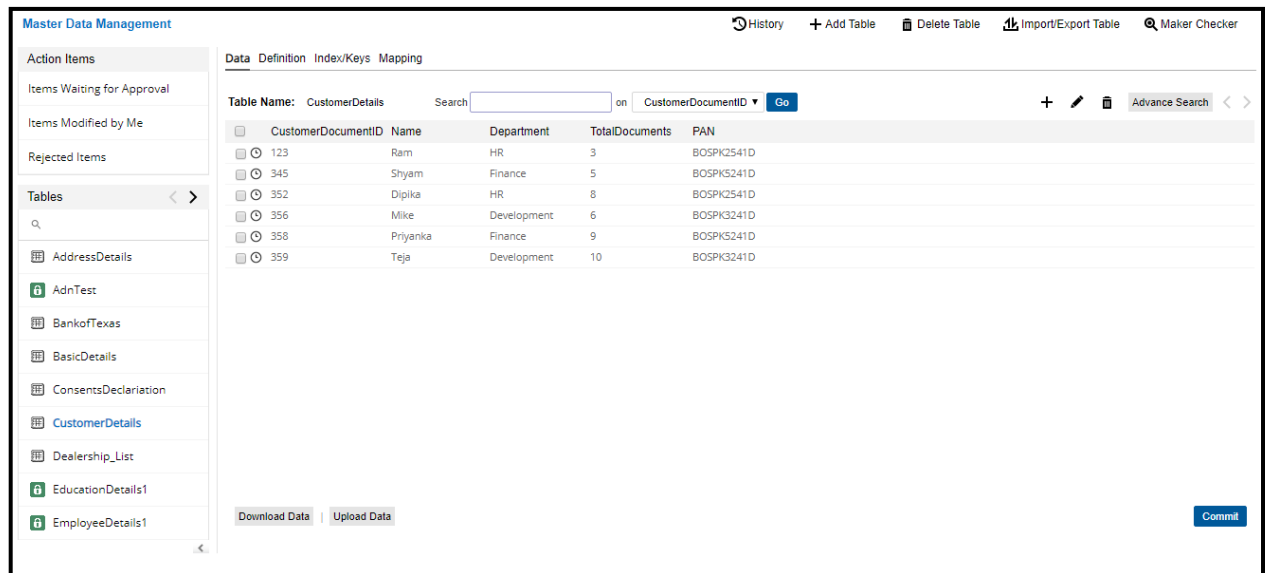 Master Data Management
History
Add Table
Delete Table
Import/Export Table
Maker Checker
Action Items
Items Waiting for Approval
Items Modified by Me
Rejected Items
Tables
AddressDetails
AdnTest
BankofTexas
BasicDetails
ConsentsDeclariation
CustomerDetails
Dealership_List
EducationDetails1
EmployeeDetails1
Data Definition Index/Keys Mapping
Table Name: CustomerDetails Search on CustomerDocumentID Go Advance Search
CustomerDocumentID Name Department TotalDocuments PAN
123 Ram HR 3 BOSPK2541D
345 Shyam Finance 5 BOSPK5241D
352 Dipika HR 8 BOSPK2541D
356 Mike Development 6 BOSPK3241D
358 Priyanka Finance 9 BOSPK5241D
359 Teja Development 10 BOSPK3241D
Download Data | Upload Data Commit